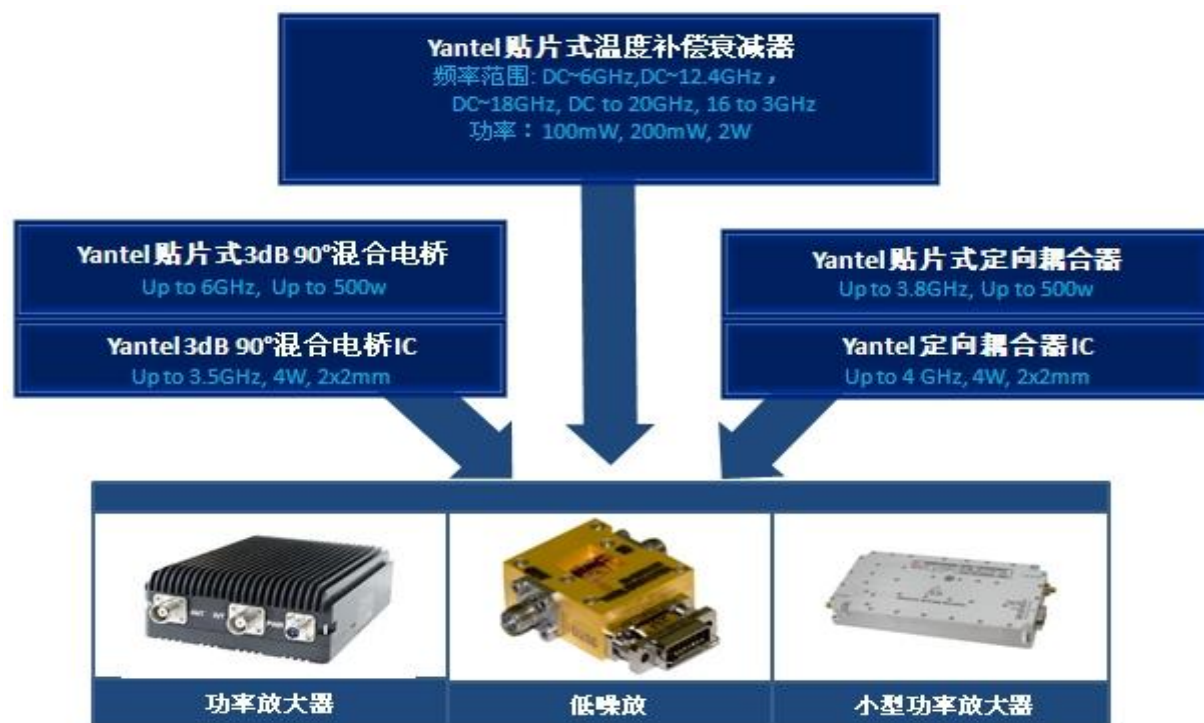 Yantel贴片式温度补偿衰减器
频率范围: DC~6GHz,DC~12.4GHz，
DC~18GHz, DC to 20GHz, 16 to 3GHz
功率：100mW, 200mW, 2W
Yantel贴片式3dB 90°混合电桥
Up to 6GHz, Up to 500w
Yantel3dB 90°混合电桥IC
Up to 3.5GHz, 4W, 2x2mm
Yantel贴片式定向耦合器
Up to 3.8GHz, Up to 500w
Yantel定向耦合器IC
Up to 4 GHz, 4W, 2x2mm
功率放大器
低噪放
小型功率放大器